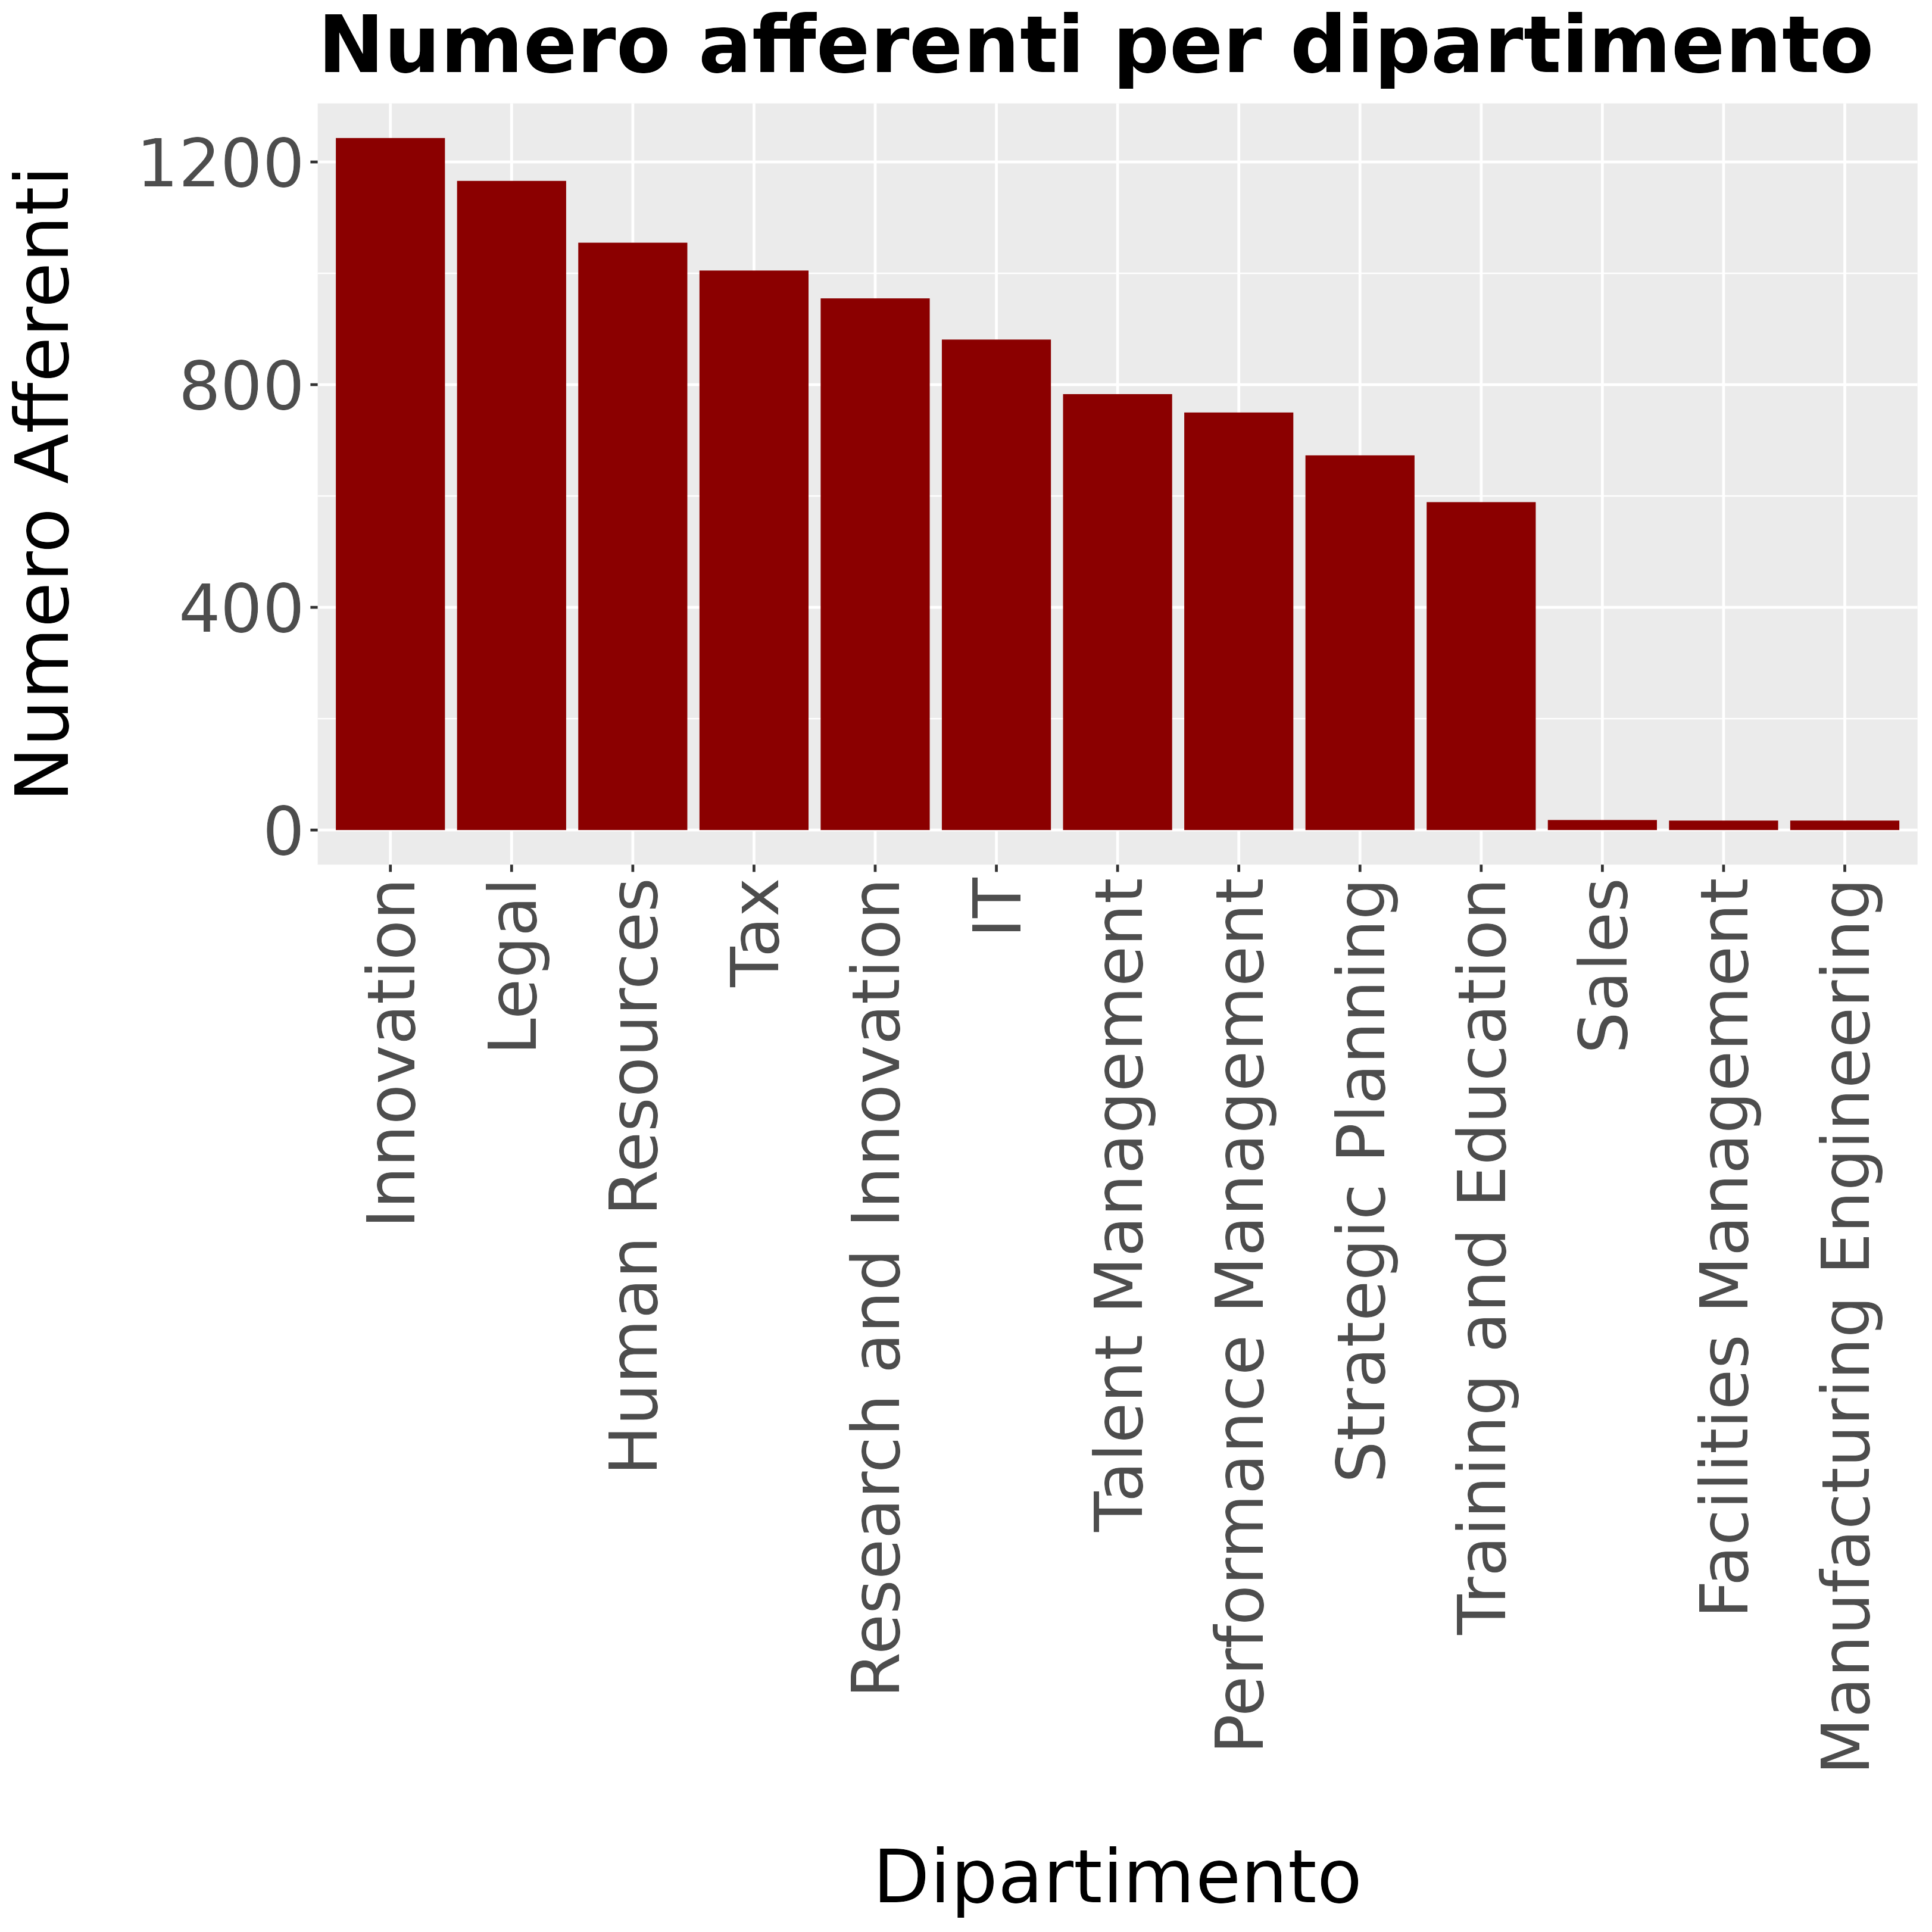 Numero afferenti per dipartimento
Numero Afferenti
1200
800
400
0
Innovation
Legal
Human Resources
Tax
Research and Innovation
IT
Talent Management
Performance Management
Strategic Planning
Training and Education
Sales
Facilities Management
Manufacturing Engineering
Dipartimento